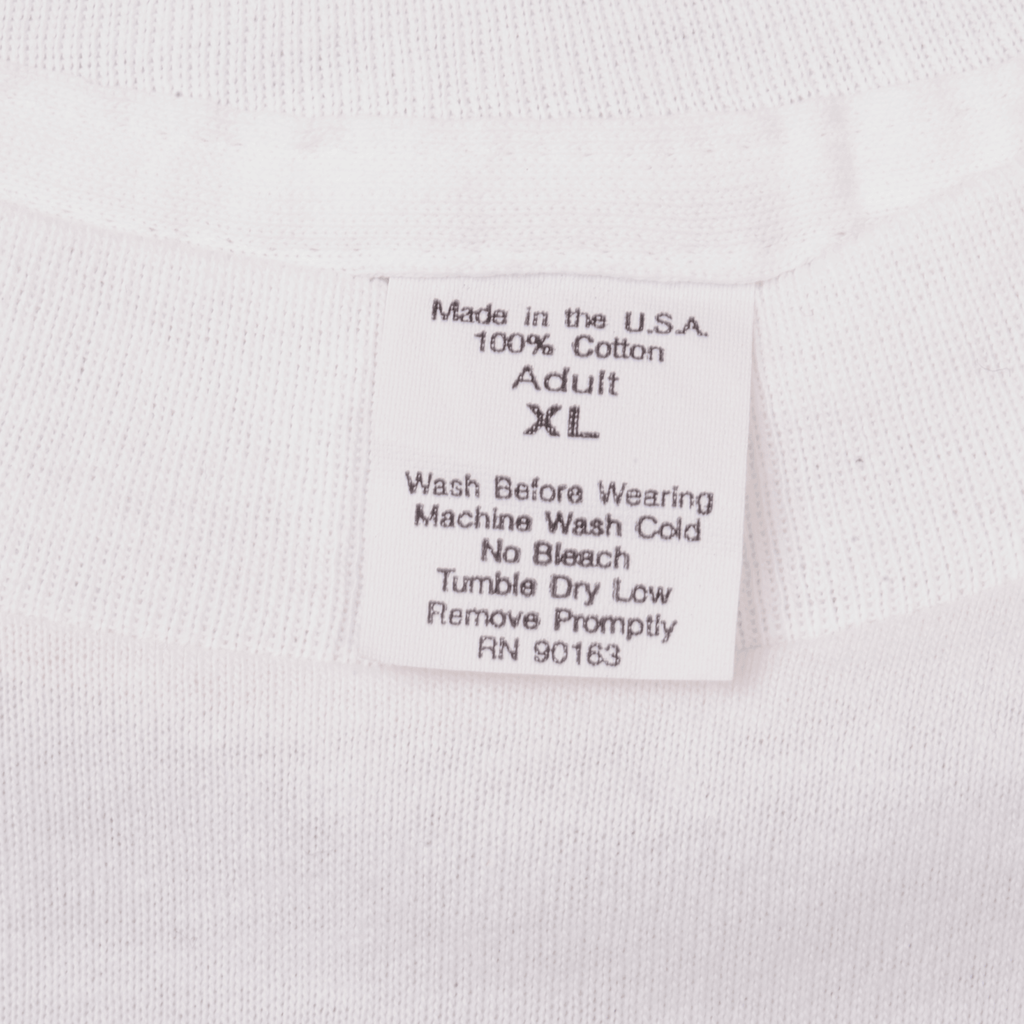 Made in the U.S.A.
100% Cotton
Adult
XL
Wash Before Wearing
Machine Wash Cold
No Bleach
Tumble Dry Low
Remove Promptly
RN 90163